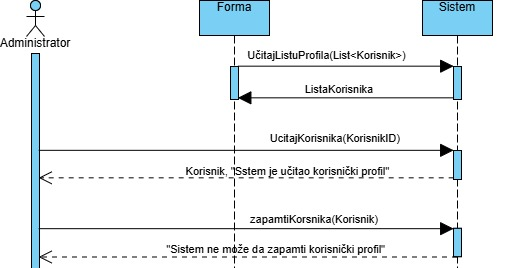 Forma
Sistem
Administrator
UčitajListuProfila(List<Korisnik>)
ListaKorisnika
UcitajKorisnika(KorisnikID)
Korisnik, "Sstem je učitao korisnički profil"
zapamtiKorsnika(Korisnik)
"Sistem ne može da zapamti korisnički profil"